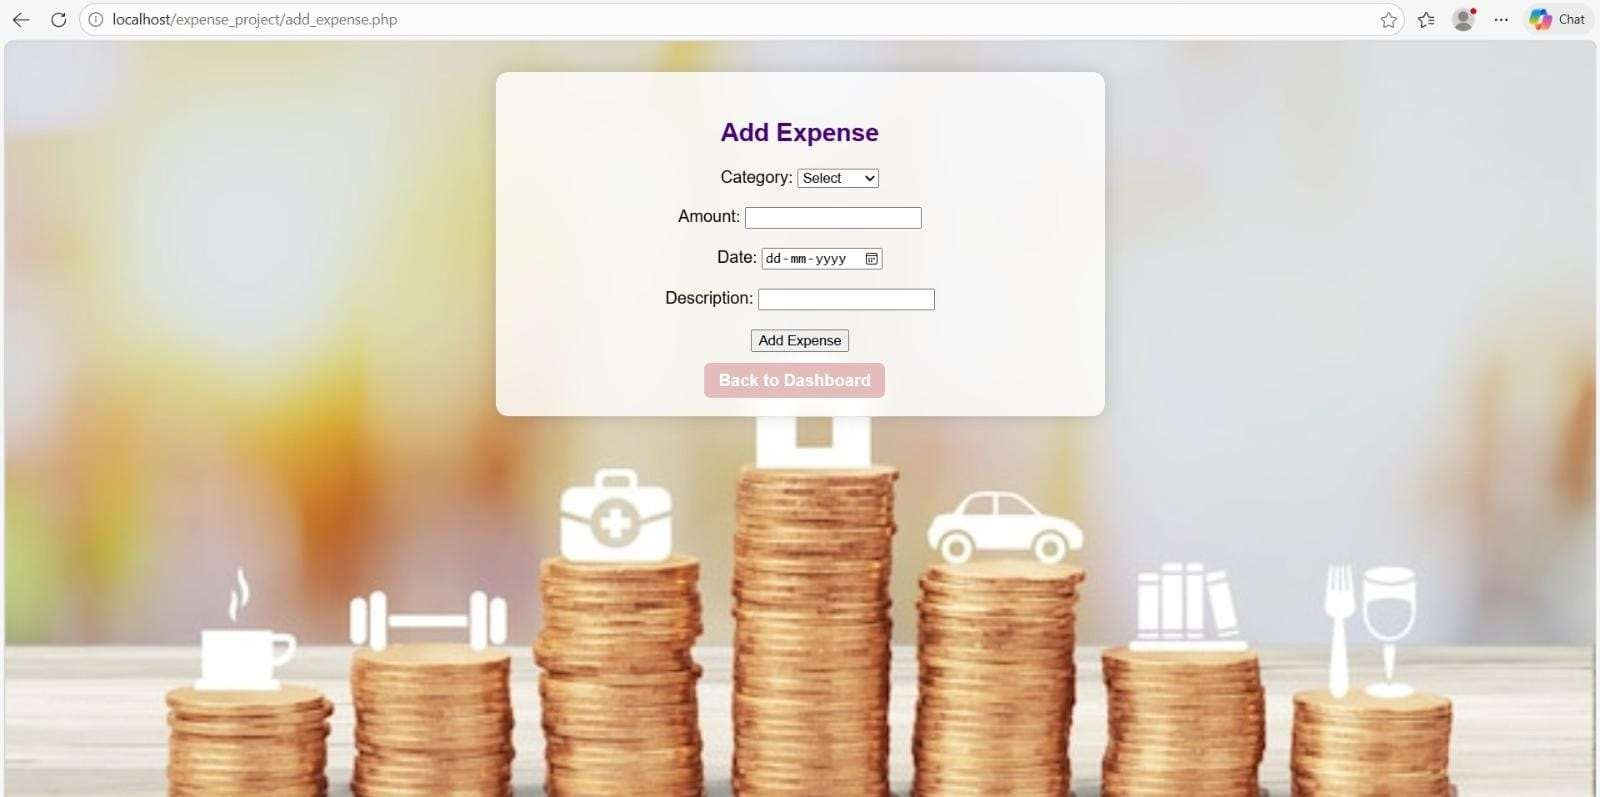 localhost/expense_project/add_expense.php
Chat
Add Expense
Category: Select
Amount:
Date: dd-mm-yyyy
Description:
Add Expense
Back to Dashboard